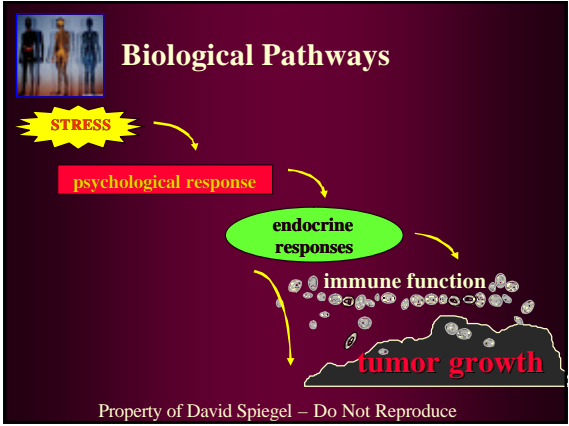 Biological Pathways
STRESS
psychological response
endocrine
responses
immune function
tumor growth
Property of David Spiegel – Do Not Reproduce